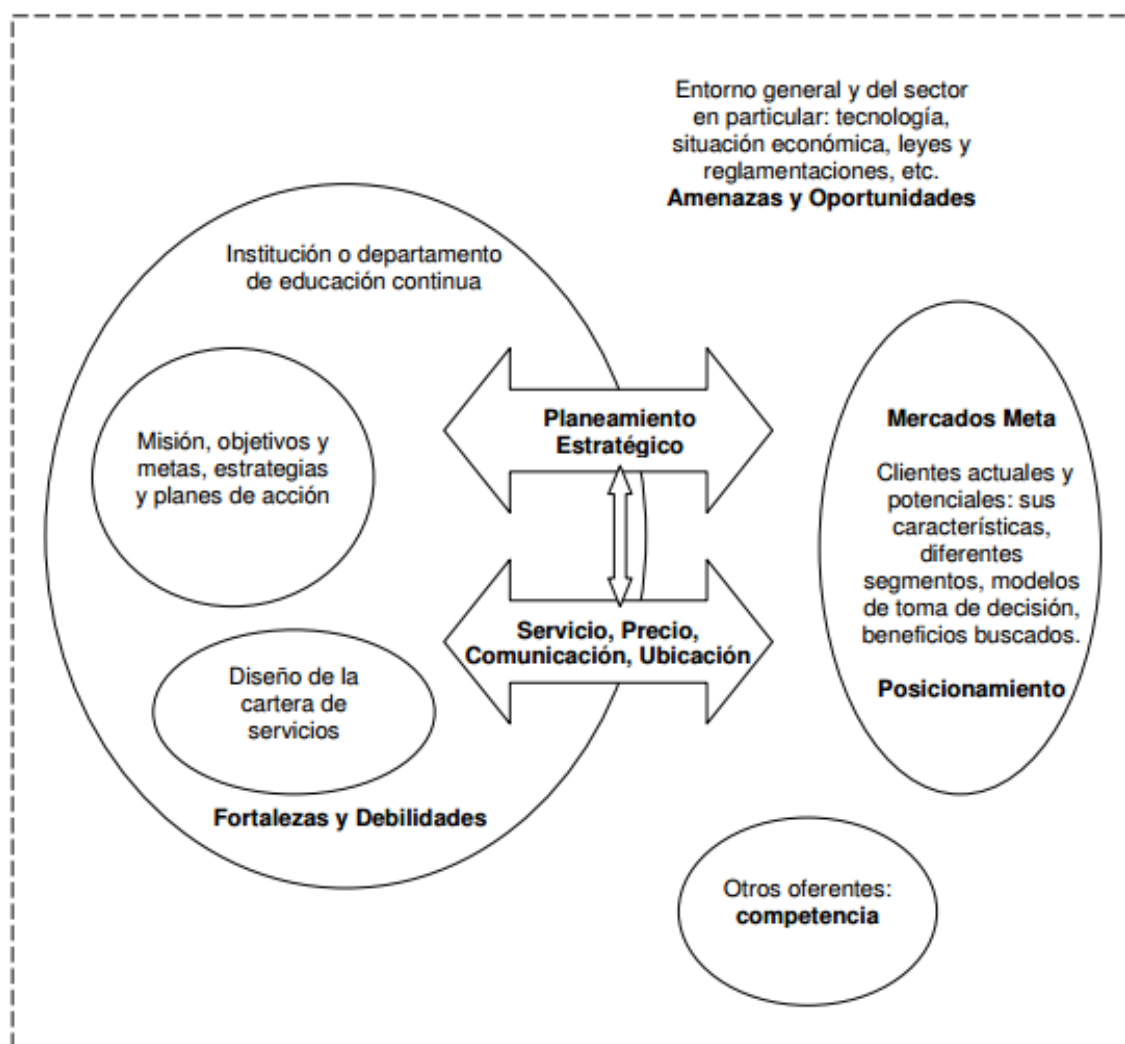 Entorno general y del sector
en particular: tecnología,
situación económica, leyes y
reglamentaciones, etc.
Amenazas y Oportunidades
Institución o departamento
de educación continua
Misión, objetivos y
metas, estrategias
y planes de acción
Diseño de la
cartera de
servicios
Fortalezas y Debilidades
Planeamiento
Estratégico
Servicio, Precio,
Comunicación, Ubicación
Mercados Meta
Clientes actuales y
potenciales: sus
características,
diferentes
segmentos, modelos
de toma de decisión,
beneficios buscados.
Posicionamiento
Otros oferentes:
competencia